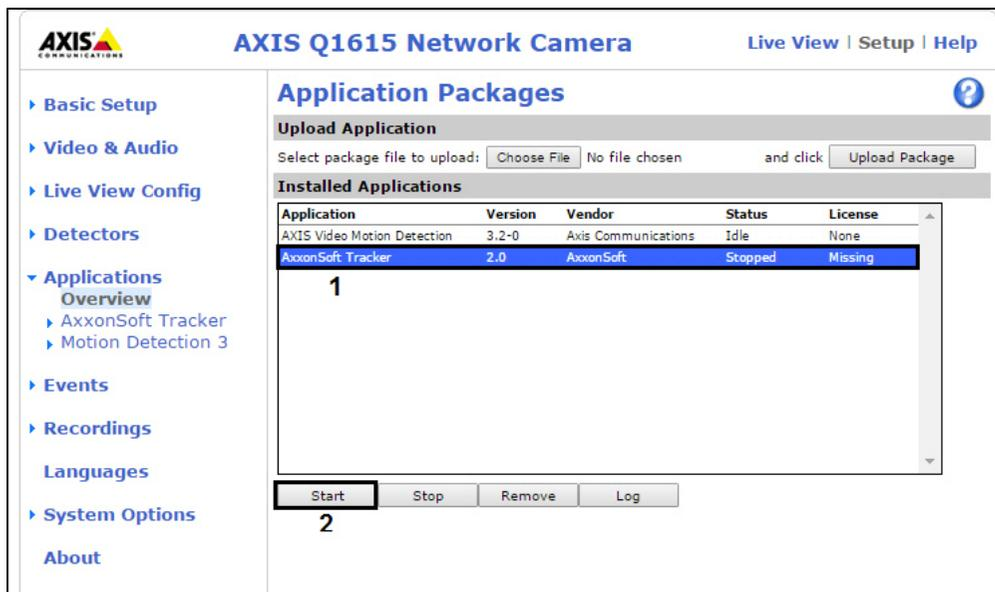 AXIS
COMMUNICATIONS
AXIS Q1615 Network Camera
Live View | Setup | Help
Basic Setup
Video & Audio
Live View Config
Detectors
Applications
Overview
AxxonSoft Tracker
Motion Detection 3
Events
Recordings
Languages
System Options
About
Application Packages
?
Upload Application
Select package file to upload: Choose File No file chosen and click Upload Package
Installed Applications
Application Version Vendor Status License
AXIS Video Motion Detection 3.2-0 Axis Communications Idle None
AxxonSoft Tracker 2.0 AxxonSoft Stopped Missing
1
Start Stop Remove Log
2